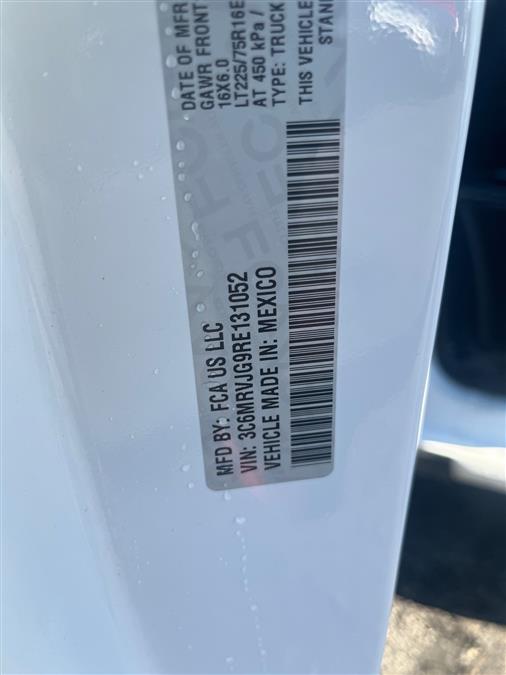 MFD BY: FCA US LLC
VIN: 3C6MRVJG9RE131052
VEHICLE MADE IN: MEXICO
DATE OF MFR
GAWR FRONT
16X6.0
LT225/75R16E
AT 450 kPa /
TYPE: TRUCK
THIS VEHICLE
STAN